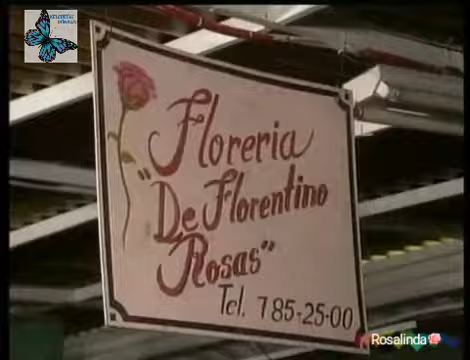 Floreria
"De Florentino
Rosas"
Tel. 785-25-00
Rosalinda